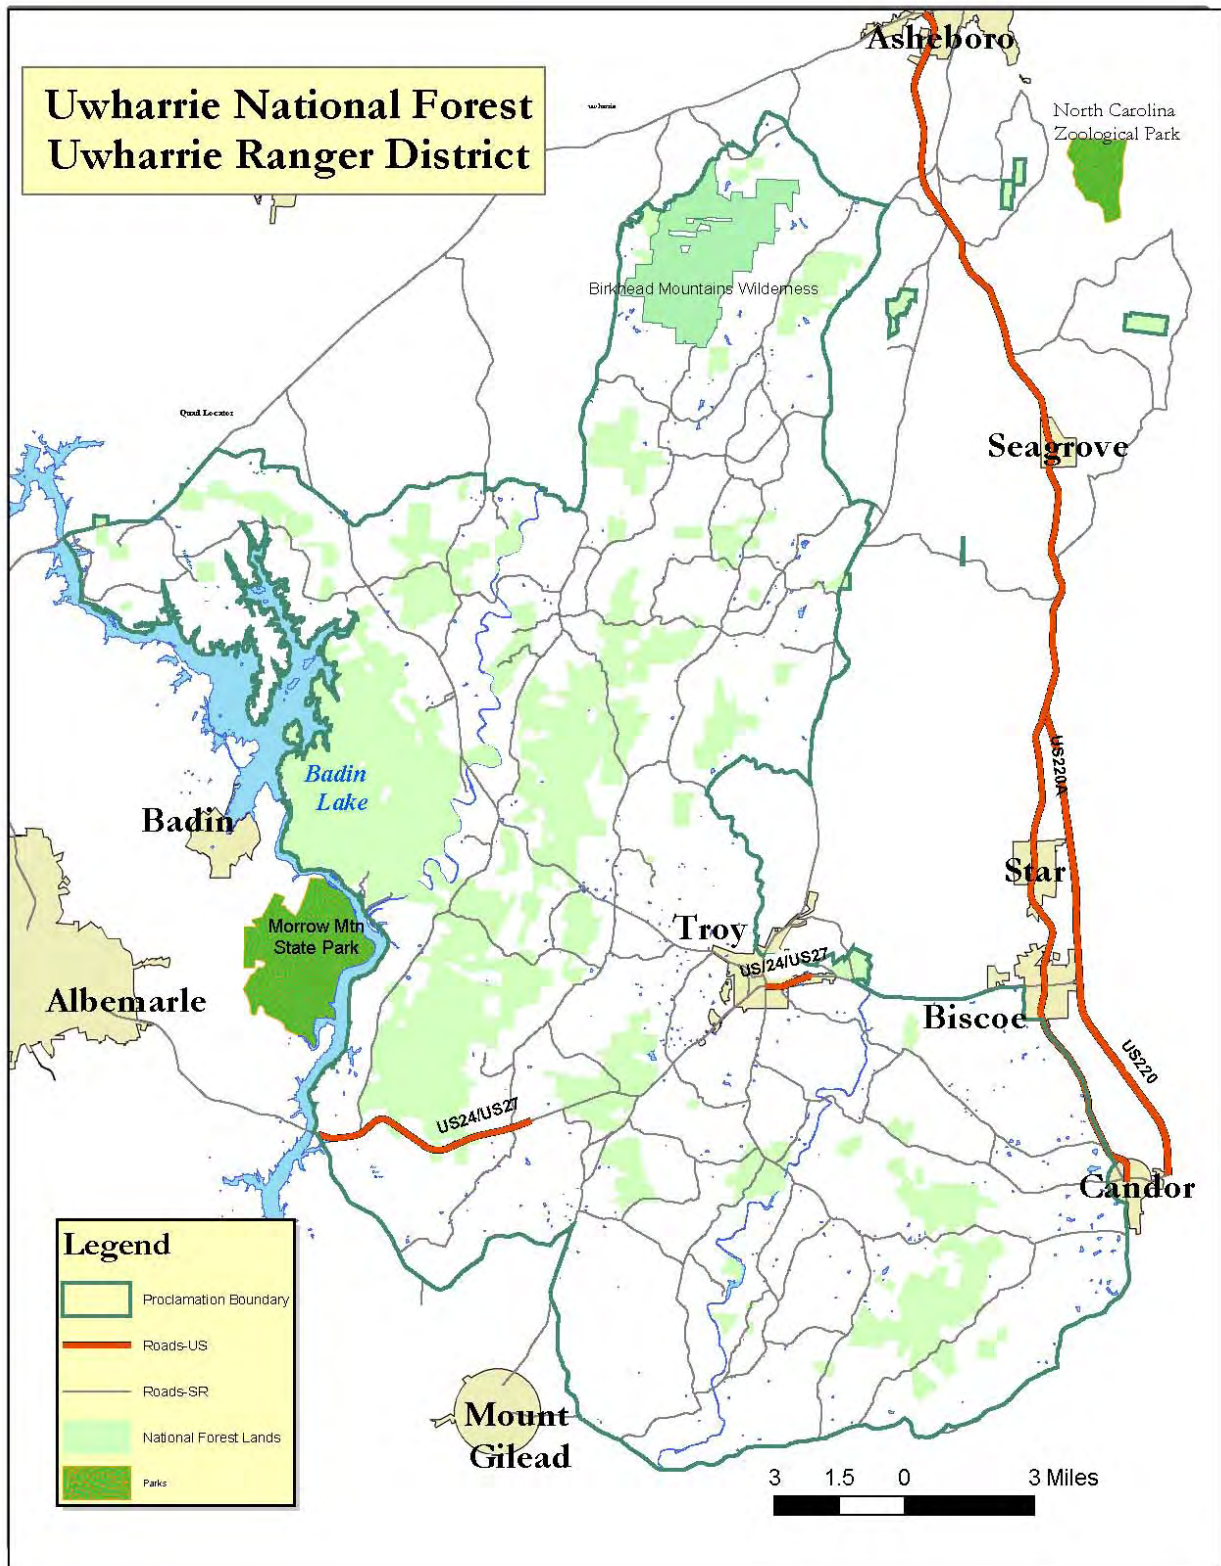 Asheboro
Uwharrie National Forest
Uwharrie Ranger District
North Carolina
Zoological Park
Birkhead Mountains Wilderness
Quad Locator
Seagrove
US220A
Badin
Lake
Badin
Star
Morrow Mtn
State Park
Troy
US/24/US27
Albemarle
Biscoe
US220
US24/US27
Candor
Legend
Proclamation Boundary
Roads-US
Roads-SR
National Forest Lands
Parks
Mount
Gilead
3 1.5 0 3 Miles